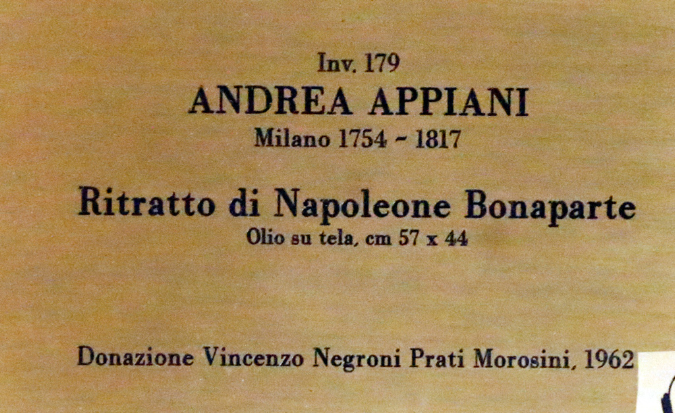 Inv. 179
ANDREA APPIANI
Milano 1754 ~ 1817
Ritratto di Napoleone Bonaparte
Olio su tela, cm 57 x 44
Donazione Vincenzo Negroni Prati Morosini, 1962